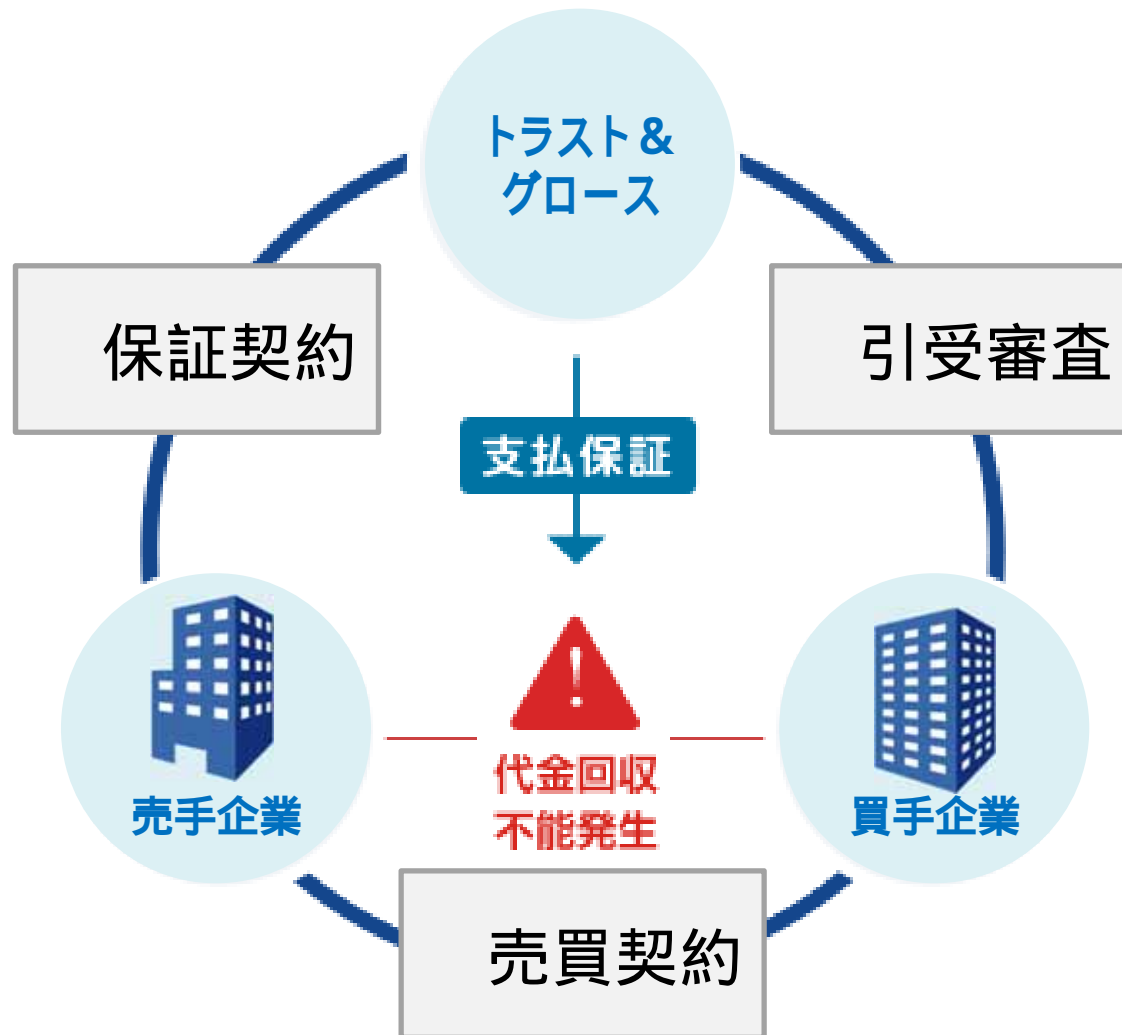 トラスト&
グロース
保証契約
引受審査
支払保証
!
代金回収
不能発生
売手企業
買手企業
売買契約